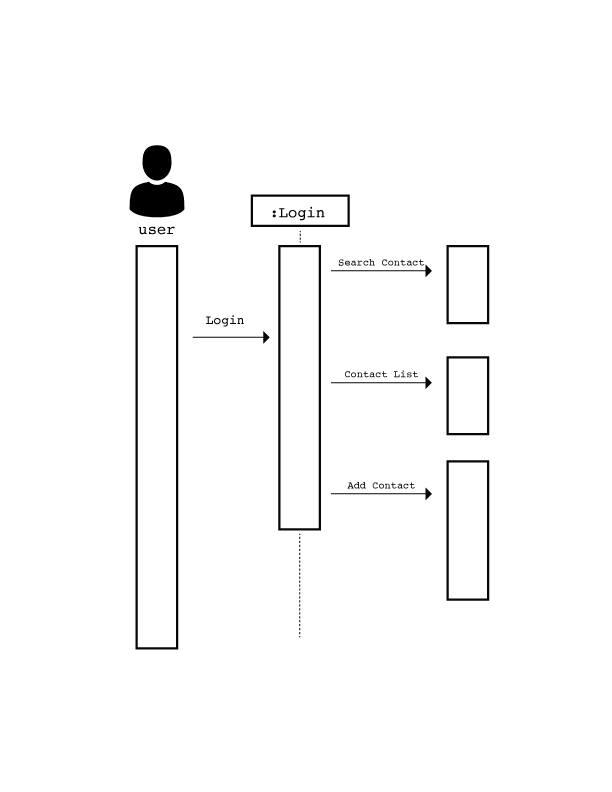 user
:Login
Search Contact
Login
Contact List
Add Contact